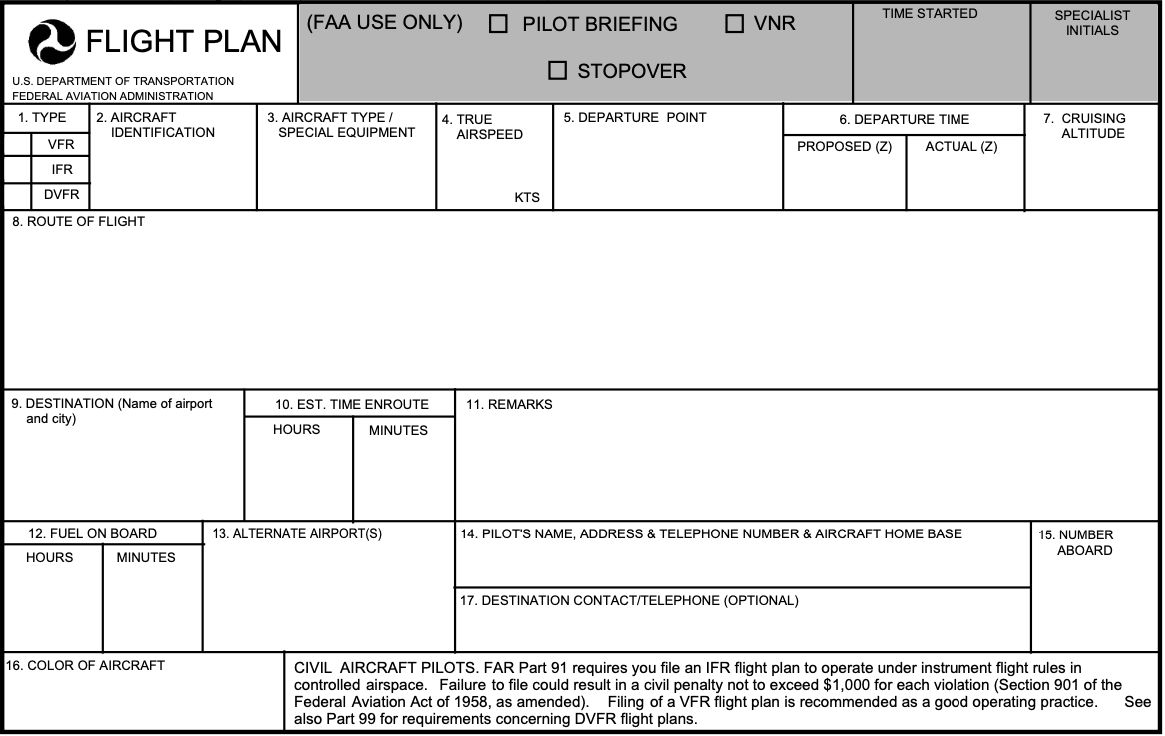 FLIGHT PLAN
U.S. DEPARTMENT OF TRANSPORTATION
FEDERAL AVIATION ADMINISTRATION
(FAA USE ONLY) PILOT BRIEFING VNR
STOPOVER
TIME STARTED
SPECIALIST
INITIALS
1. TYPE
VFR
IFR
DVFR
2. AIRCRAFT
IDENTIFICATION
3. AIRCRAFT TYPE /
SPECIAL EQUIPMENT
4. TRUE
AIRSPEED
KTS
5. DEPARTURE POINT
6. DEPARTURE TIME
PROPOSED (Z)
ACTUAL (Z)
7. CRUISING
ALTITUDE
8. ROUTE OF FLIGHT
9. DESTINATION (Name of airport
and city)
10. EST. TIME ENROUTE
HOURS
MINUTES
11. REMARKS
12. FUEL ON BOARD
HOURS
MINUTES
13. ALTERNATE AIRPORT(S)
14. PILOT'S NAME, ADDRESS & TELEPHONE NUMBER & AIRCRAFT HOME BASE
17. DESTINATION CONTACT/TELEPHONE (OPTIONAL)
15. NUMBER
ABOARD
16. COLOR OF AIRCRAFT
CIVIL AIRCRAFT PILOTS. FAR Part 91 requires you file an IFR flight plan to operate under instrument flight rules in
controlled airspace. Failure to file could result in a civil penalty not to exceed $1,000 for each violation (Section 901 of the
Federal Aviation Act of 1958, as amended). Filing of a VFR flight plan is recommended as a good operating practice. See
also Part 99 for requirements concerning DVFR flight plans.